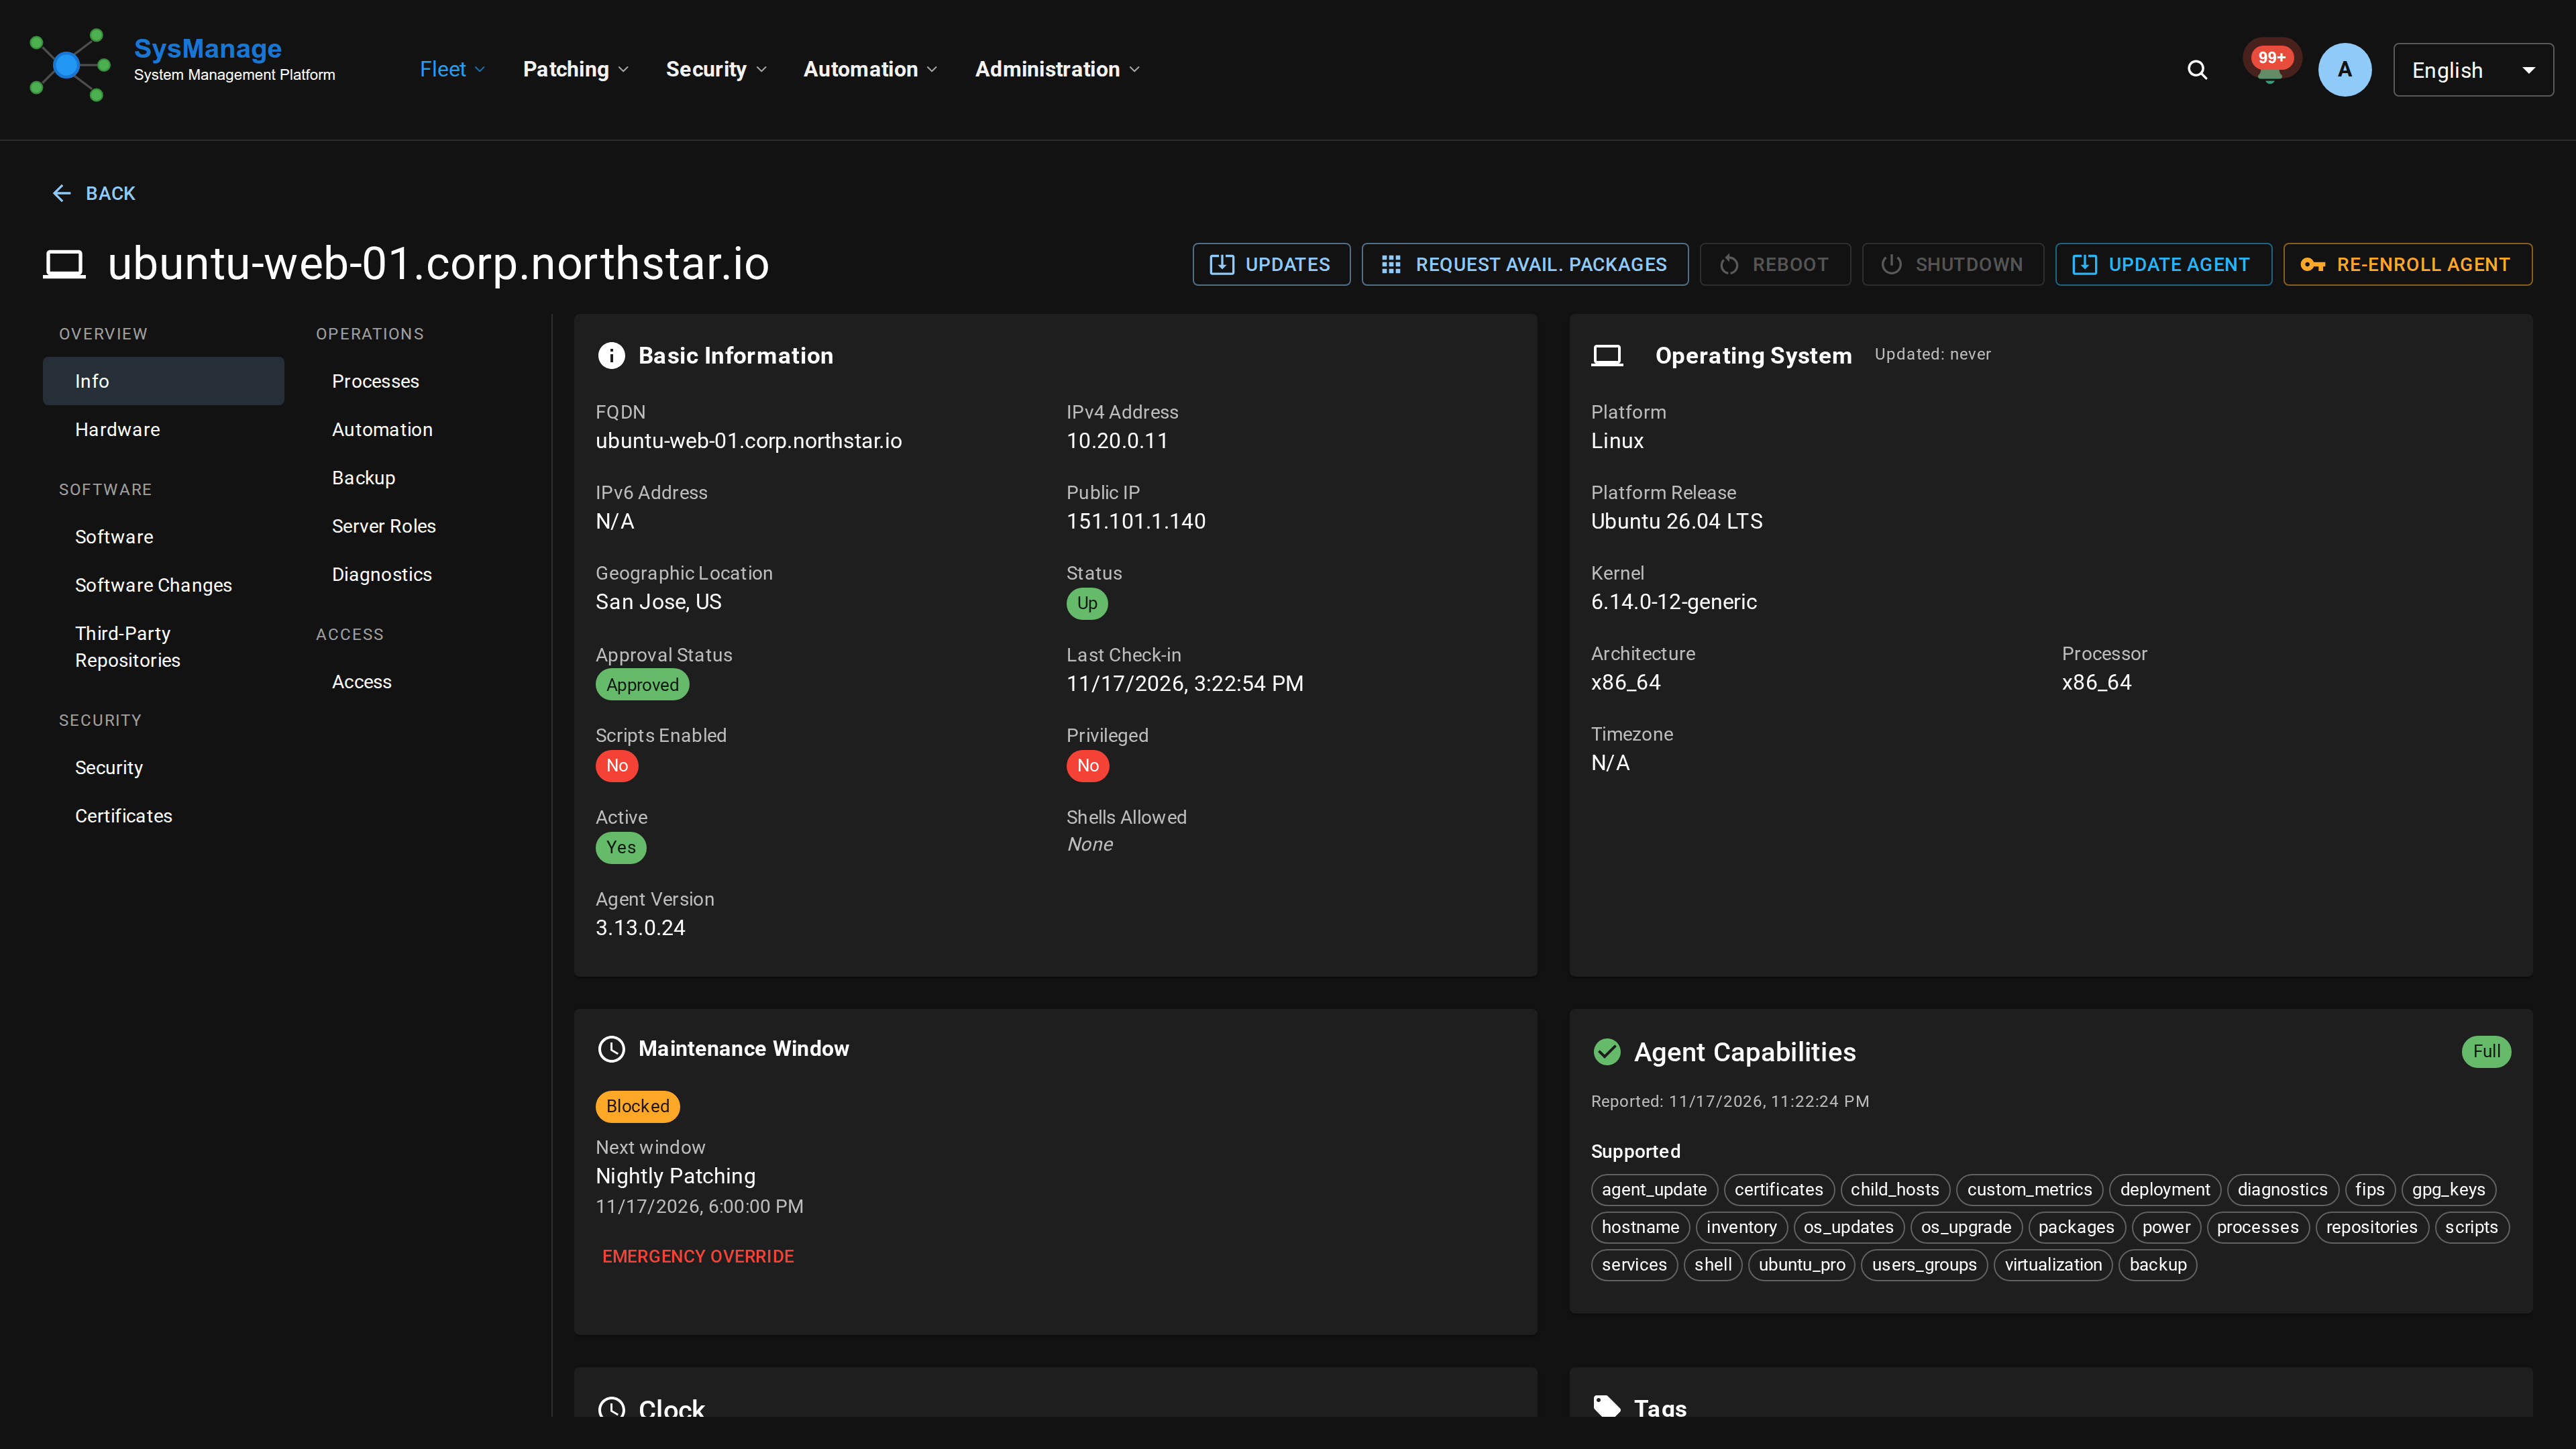 SysManage
System Management Platform
Fleet
Patching
Security
Automation
Administration
99+
A
English
BACK
ubuntu-web-01.corp.northstar.io
UPDATES
REQUEST AVAIL. PACKAGES
REBOOT
SHUTDOWN
UPDATE AGENT
RE-ENROLL AGENT
OVERVIEW
Info
Hardware
SOFTWARE
Software
Software Changes
Third-Party
Repositories
SECURITY
Security
Certificates
OPERATIONS
Processes
Automation
Backup
Server Roles
Diagnostics
ACCESS
Access
Basic Information
FQDN
ubuntu-web-01.corp.northstar.io
IPv4 Address
10.20.0.11
IPv6 Address
N/A
Public IP
151.101.1.140
Geographic Location
San Jose, US
Status
Up
Approval Status
Approved
Last Check-in
11/17/2026, 3:22:54 PM
Scripts Enabled
No
Privileged
No
Active
Yes
Shells Allowed
None
Agent Version
3.13.0.24
Operating System
Updated: never
Platform
Linux
Platform Release
Ubuntu 26.04 LTS
Kernel
6.14.0-12-generic
Architecture
x86_64
Processor
x86_64
Timezone
N/A
Maintenance Window
Blocked
Next window
Nightly Patching
11/17/2026, 6:00:00 PM
EMERGENCY OVERRIDE
Agent Capabilities
Full
Reported: 11/17/2026, 11:22:24 PM
Supported
agent_update certificates child_hosts custom_metrics deployment diagnostics fips gpg_keys
hostname inventory os_updates os_upgrade packages power processes repositories scripts
services shell ubuntu_pro users_groups virtualization backup
Clock
Tags